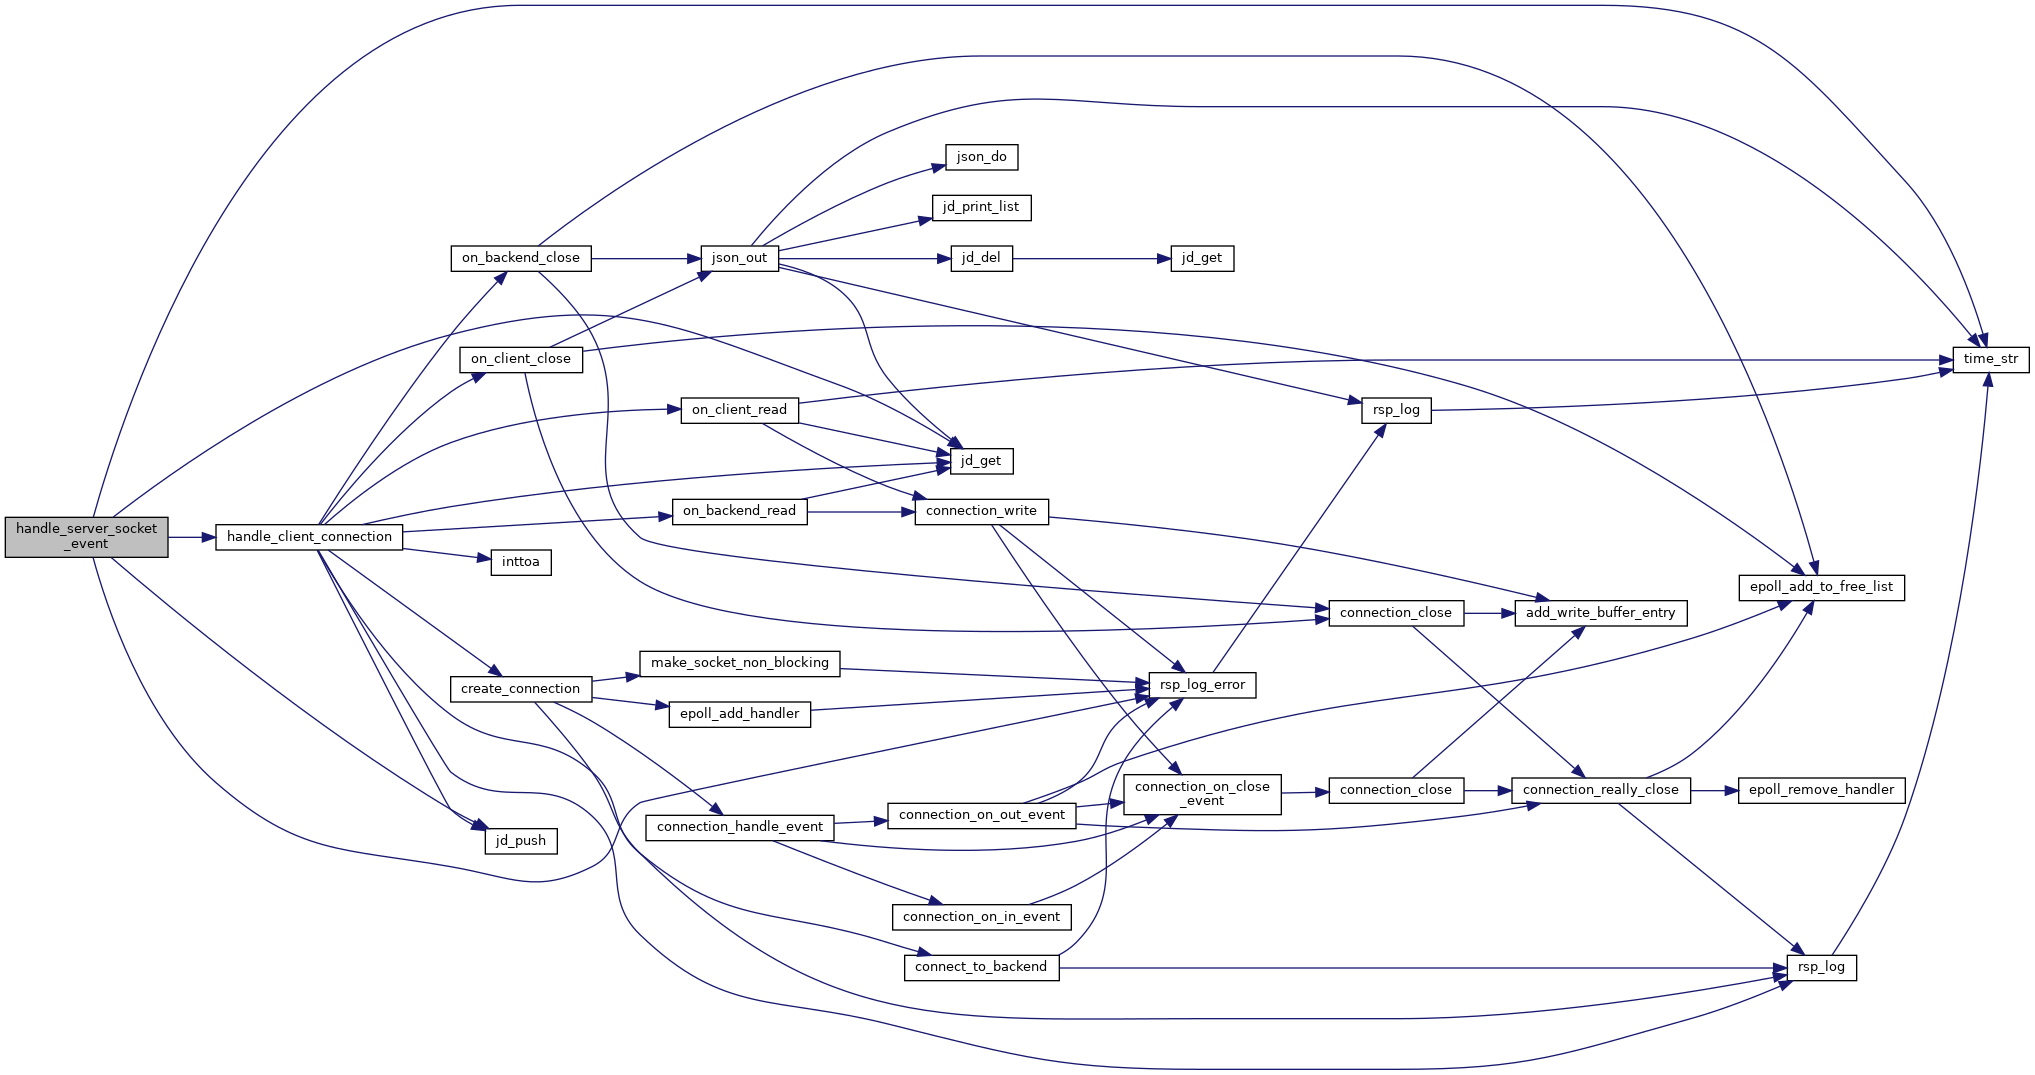 handle_server_socket
_event
handle_client_connection
on_backend_close
on_client_close
on_client_read
on_backend_read
inttoa
create_connection
jd_push
json_out
json_do
jd_print_list
jd_del
jd_get
jd_get
connection_write
make_socket_non_blocking
epoll_add_handler
connection_handle_event
connection_on_out_event
connection_on_in_event
connect_to_backend
rsp_log_error
connection_on_close
_event
rsp_log
connection_close
connection_close
add_write_buffer_entry
connection_really_close
epoll_add_to_free_list
epoll_remove_handler
rsp_log
time_str